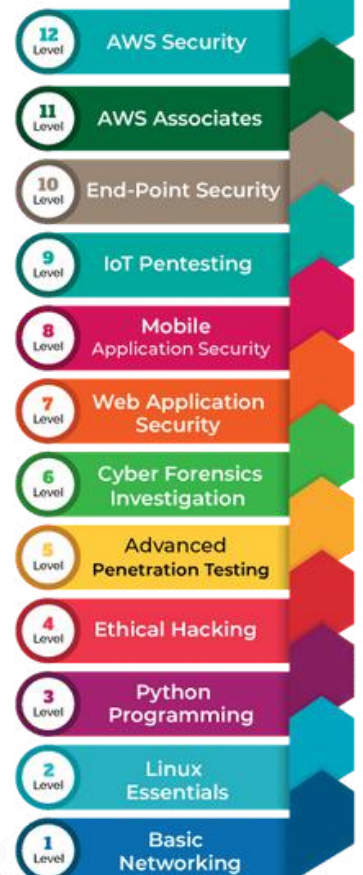 12
Level
AWS Security
11
Level
AWS Associates
10
Level
End-Point Security
9
Level
IoT Pentesting
8
Level
Mobile
Application Security
7
Level
Web Application
Security
6
Level
Cyber Forensics
Investigation
5
Level
Advanced
Penetration Testing
4
Level
Ethical Hacking
3
Level
Python
Programming
2
Level
Linux
Essentials
1
Level
Basic
Networking